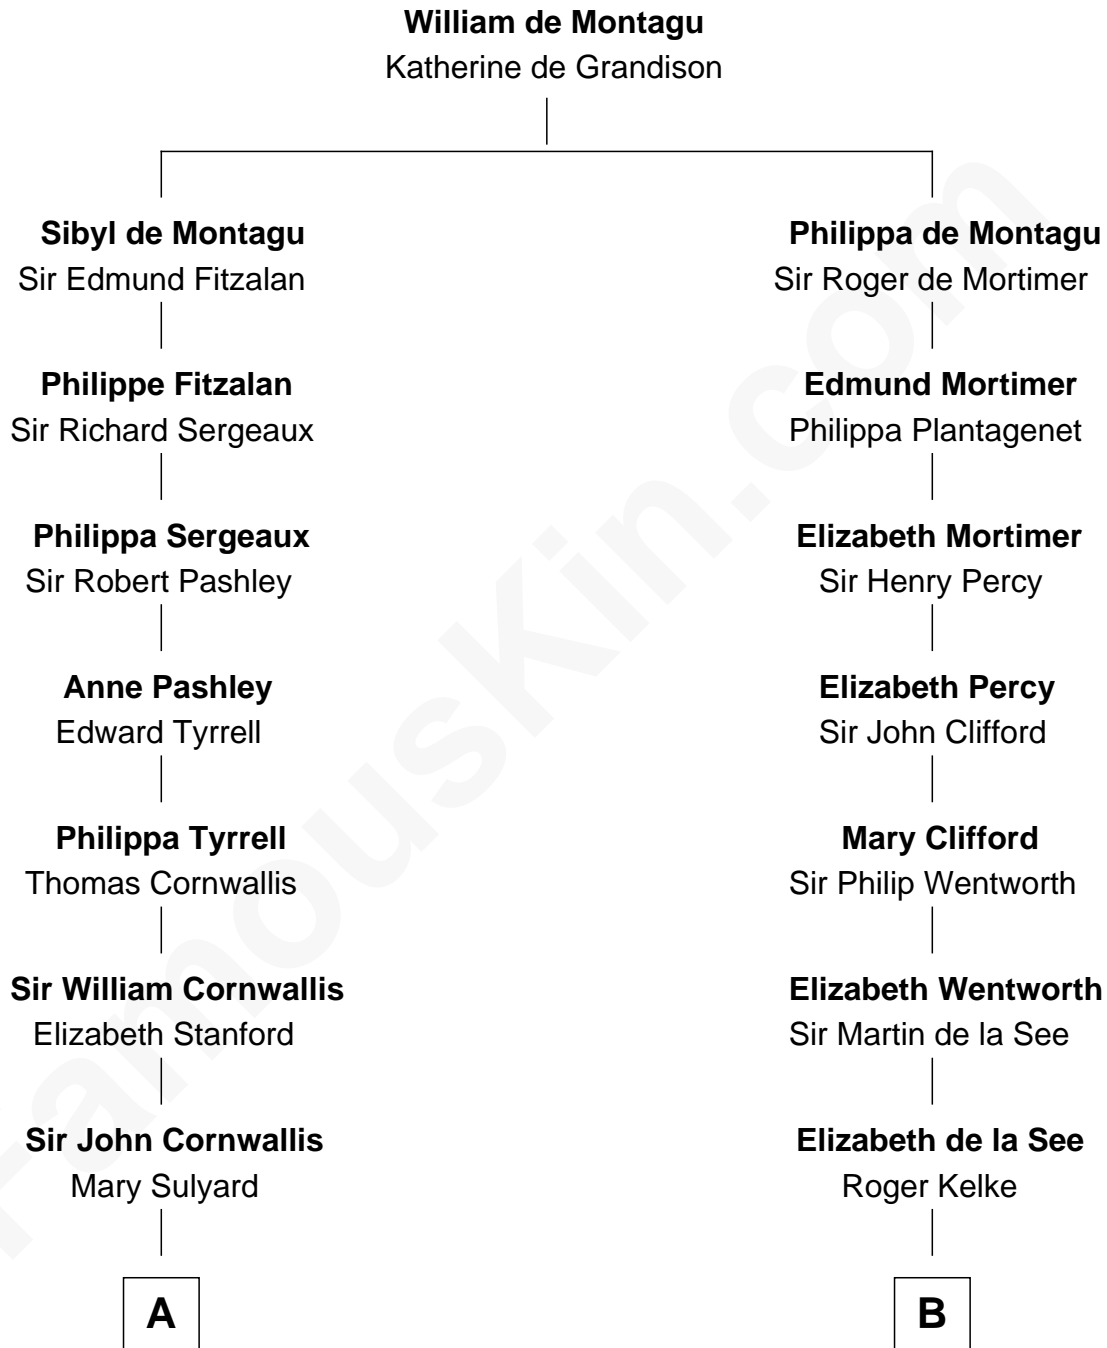 William de Montagu
Katherine de Grandison
Sibyl de Montagu
Sir Edmund Fitzalan
Philippa de Montagu
Sir Roger de Mortimer
Philippe Fitzalan
Sir Richard Sergeaux
Edmund Mortimer
Philippa Plantagenet
Philippa Sergeaux
Sir Robert Pashley
Elizabeth Mortimer
Sir Henry Percy
Anne Pashley
Edward Tyrrell
Elizabeth Percy
Sir John Clifford
Philippa Tyrrell
Thomas Cornwallis
Mary Clifford
Sir Philip Wentworth
Sir William Cornwallis
Elizabeth Stanford
Elizabeth Wentworth
Sir Martin de la See
Sir John Cornwallis
Mary Sulyard
Elizabeth de la See
Roger Kelke
A
B
FamousKin.com